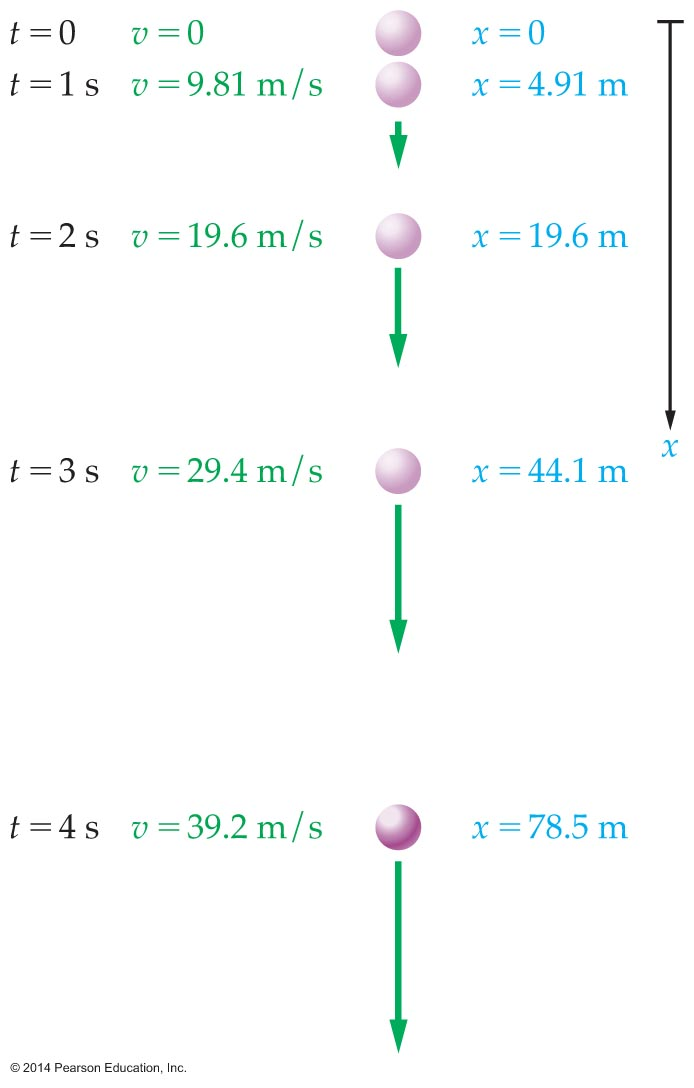 t = 0 v = 0 x = 0
t = 1 s v = 9.81 m/s x = 4.91 m
t = 2 s v = 19.6 m/s x = 19.6 m
x
t = 3 s v = 29.4 m/s x = 44.1 m
t = 4 s v = 39.2 m/s x = 78.5 m
© 2014 Pearson Education, Inc.